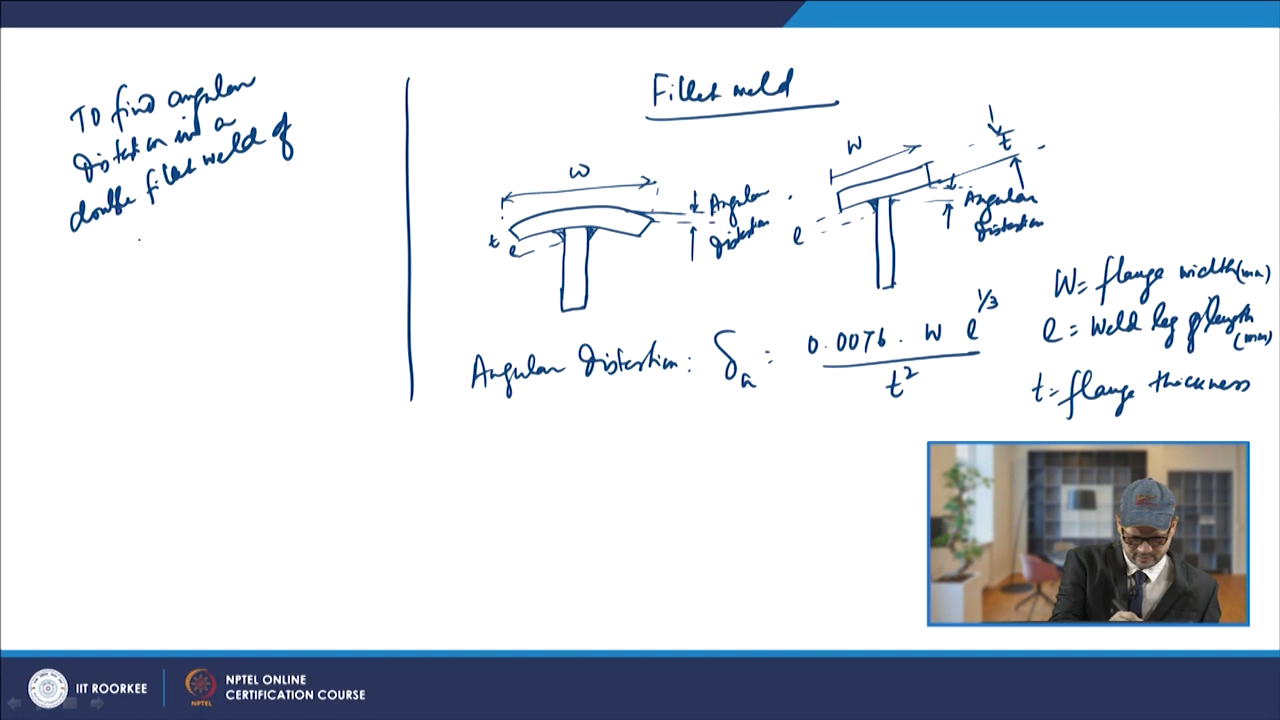 To find angular
Distortion in a
double fillet weld of
Fillet weld
w
t
e
Angular
Distortion
W
t
l
Angular
Distortion
Angular Distortion: δa = 0.0076 . W l^1/3 / t^2
W = flange width (mm)
l = Weld leg of length
(mm)
t = flange thickness
IIT ROORKEE
NPTEL
NPTEL ONLINE
CERTIFICATION COURSE